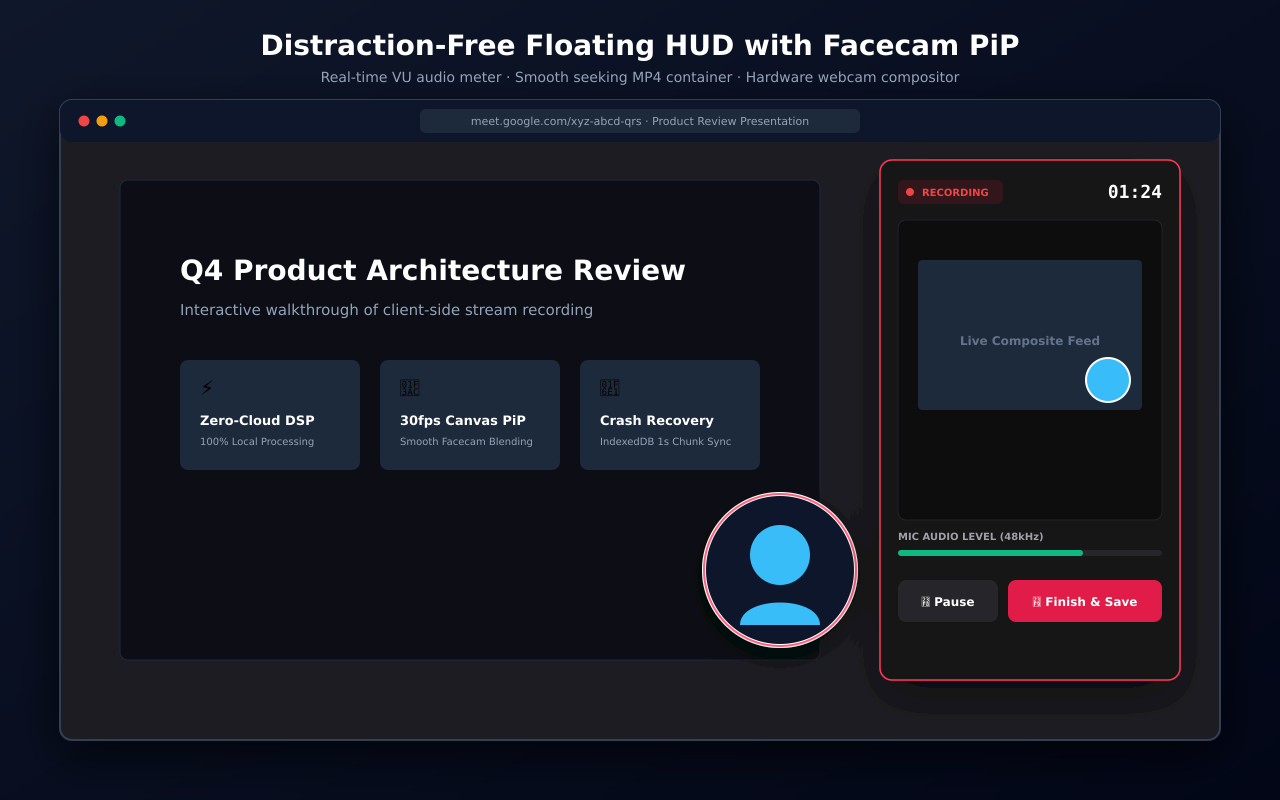 Distraction-Free Floating HUD with Facecam PiP
Real-time VU audio meter · Smooth seeking MP4 container · Hardware webcam compositor
meet.google.com/xyz-abcd-qrs · Product Review Presentation
Q4 Product Architecture Review
Interactive walkthrough of client-side stream recording
⚡
Zero-Cloud DSP
100% Local Processing
30fps Canvas PiP
Smooth Facecam Blending
Crash Recovery
IndexedDB 1s Chunk Sync
RECORDING
01:24
Live Composite Feed
MIC AUDIO LEVEL (48kHz)
Pause
Finish & Save